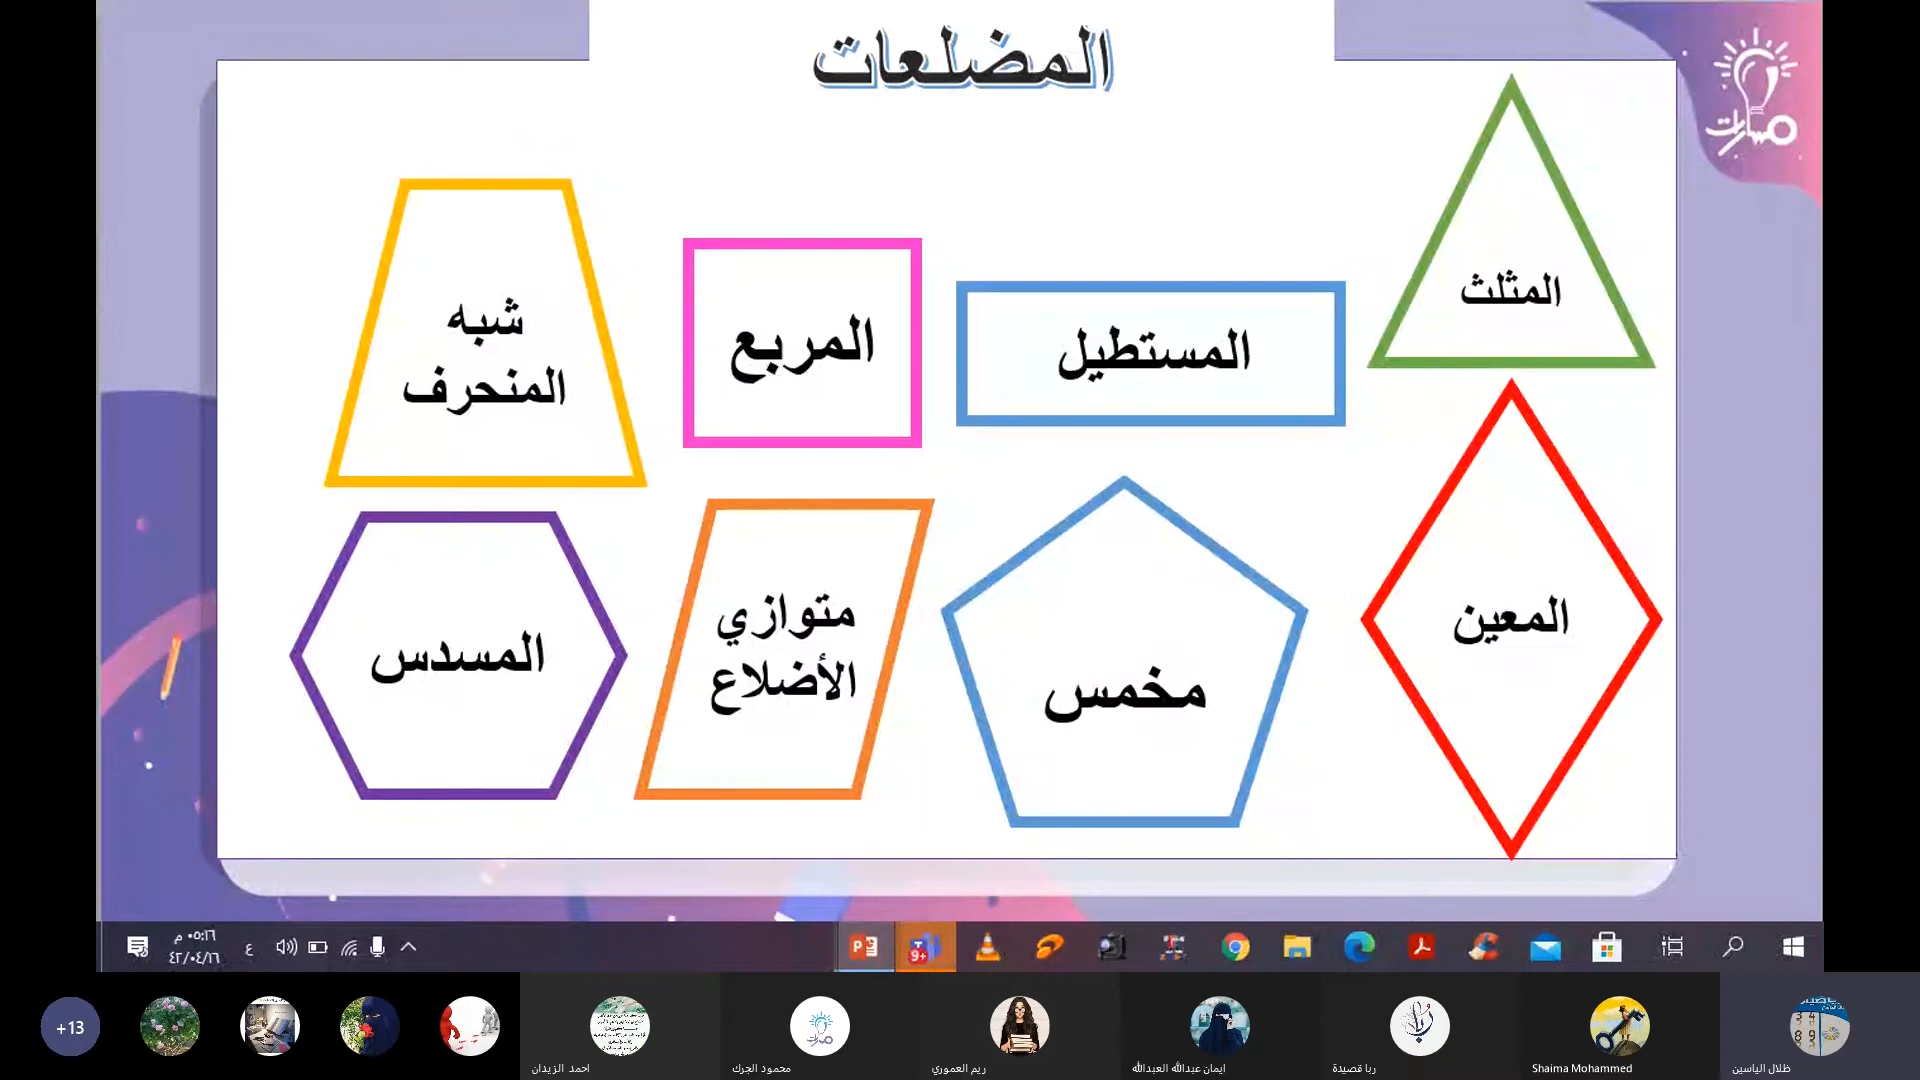 المضلعات
مسارات
المثلث
المستطيل
المربع
شبه
المنحرف
المعين
مخمس
متوازي
الأضلاع
المسدس
٠٥:١٦ م
٤٢/٠٤/١٦
ع
9+
+13
احمد الزيدان
محمود الجرك
ريم العموري
ايمان عبدالله العبدالله
ربا قصيدة
Shaima Mohammed
ظلال الياسين